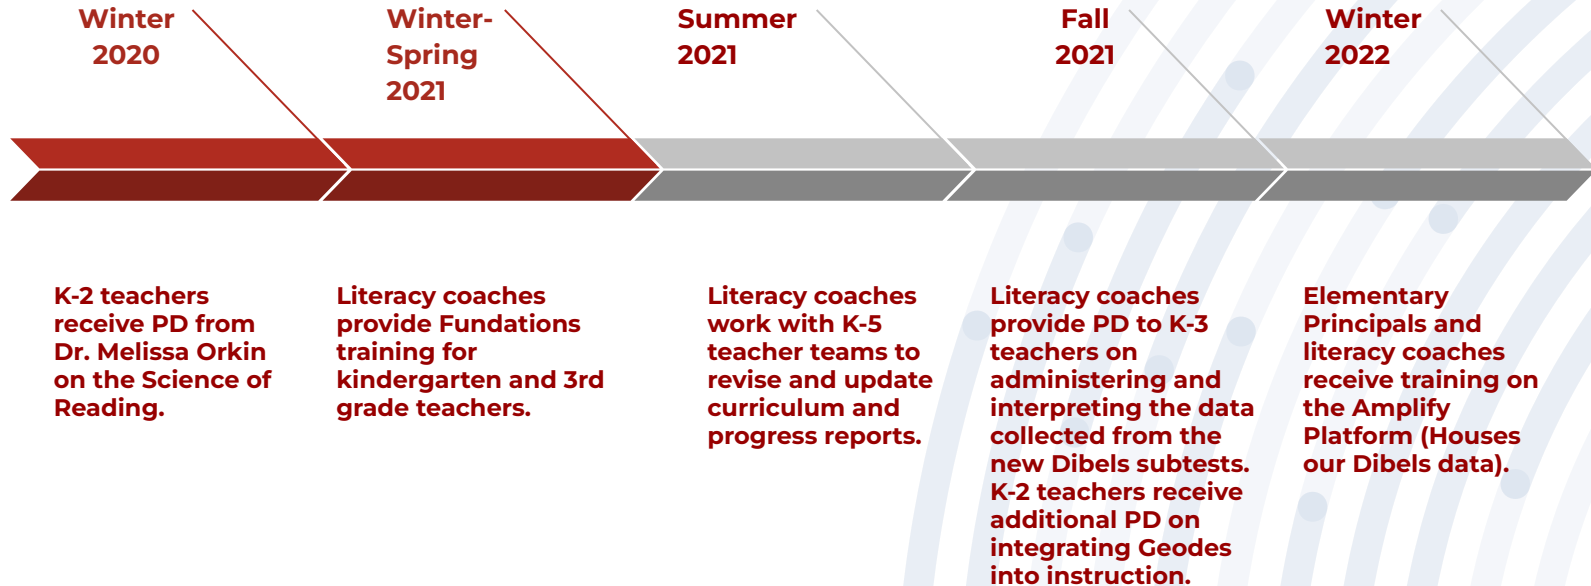 Winter
2020
Winter-
Spring
2021
Summer
2021
Fall
2021
Winter
2022
K-2 teachers
receive PD from
Dr. Melissa Orkin
on the Science of
Reading.
Literacy coaches
provide Fundations
training for
kindergarten and 3rd
grade teachers.
Literacy coaches
work with K-5
teacher teams to
revise and update
curriculum and
progress reports.
Literacy coaches
provide PD to K-3
teachers on
administering and
interpreting the data
collected from the
new Dibels subtests.
K-2 teachers receive
additional PD on
integrating Geodes
into instruction.
Elementary
Principals and
literacy coaches
receive training on
the Amplify
Platform (Houses
our Dibels data).